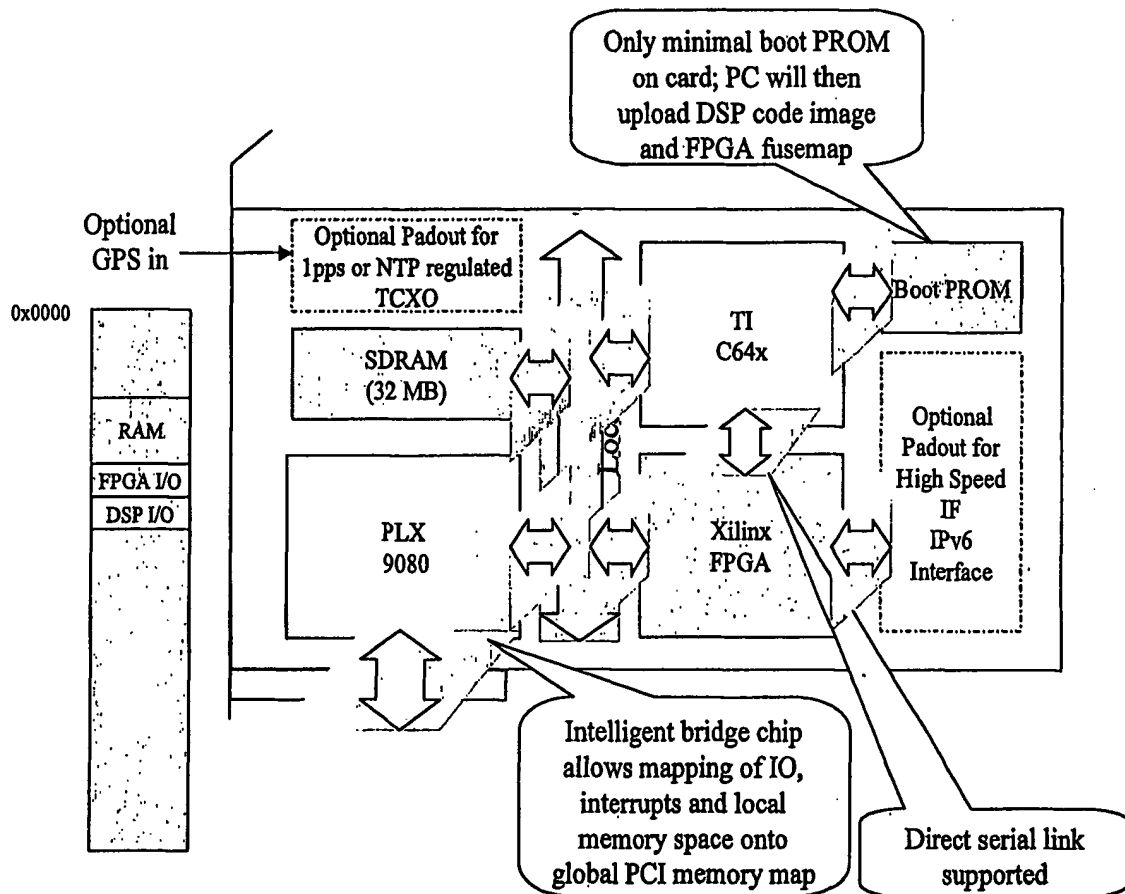 Only minimal boot PROM
on card; PC will then
upload DSP code image
and FPGA fusemap
Optional
GPS in
Optional Padout for
1pps or NTP regulated
TCXO
TI
C64x
Boot PROM
0x0000
SDRAM
(32 MB)
RAM
FPGA I/O
DSP I/O
Loc
Optional
Padout for
High Speed
IF
IPv6
Interface
PLX
9080
Xilinx
FPGA
Intelligent bridge chip
allows mapping of IO,
interrupts and local
memory space onto
global PCI memory map
Direct serial link
supported